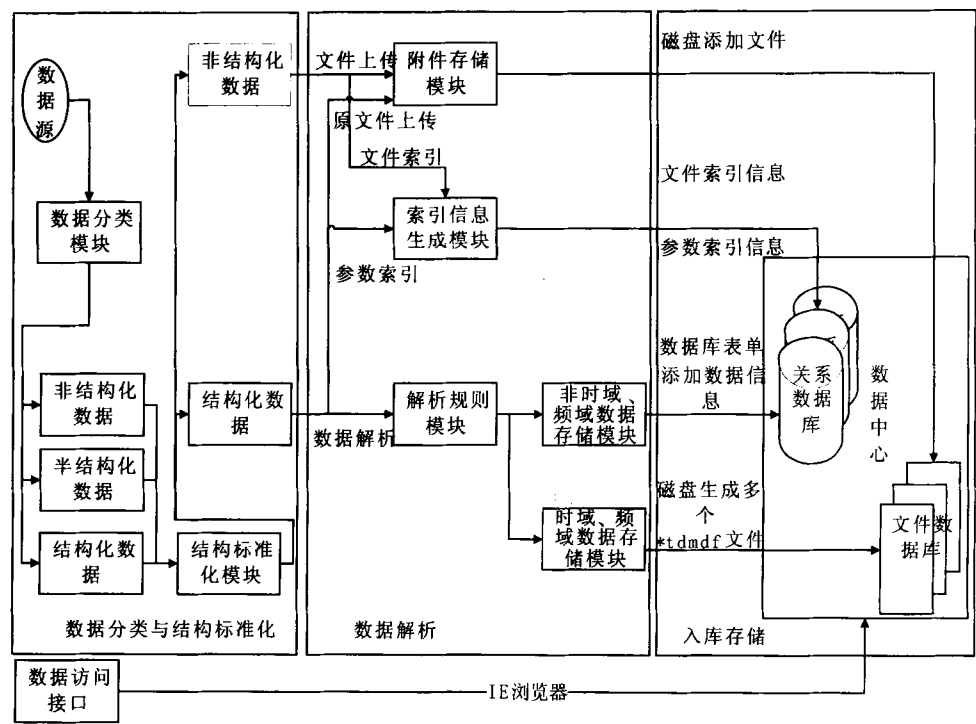 数
据
源
数据分类
模块
非结构化
数据
半结构化
数据
结构化数
据
结构标准
化模块
非结构化
数据
结构化数
据
数据分类与结构标准化
文件上传
原文件上传
文件索引
参数索引
数据解析
附件存储
模块
索引信息
生成模块
解析规则
模块
非时域、
频域数据
存储模块
时域、频
域数据存
储模块
数据解析
磁盘添加文件
文件索引信息
参数索引信息
数据库表单
添加数据信
息
磁盘生成多
个
*tdmdf文件
关系
数据
库
数
据
中
心
文件数
据库
入库存储
数据访问
接口
IE浏览器